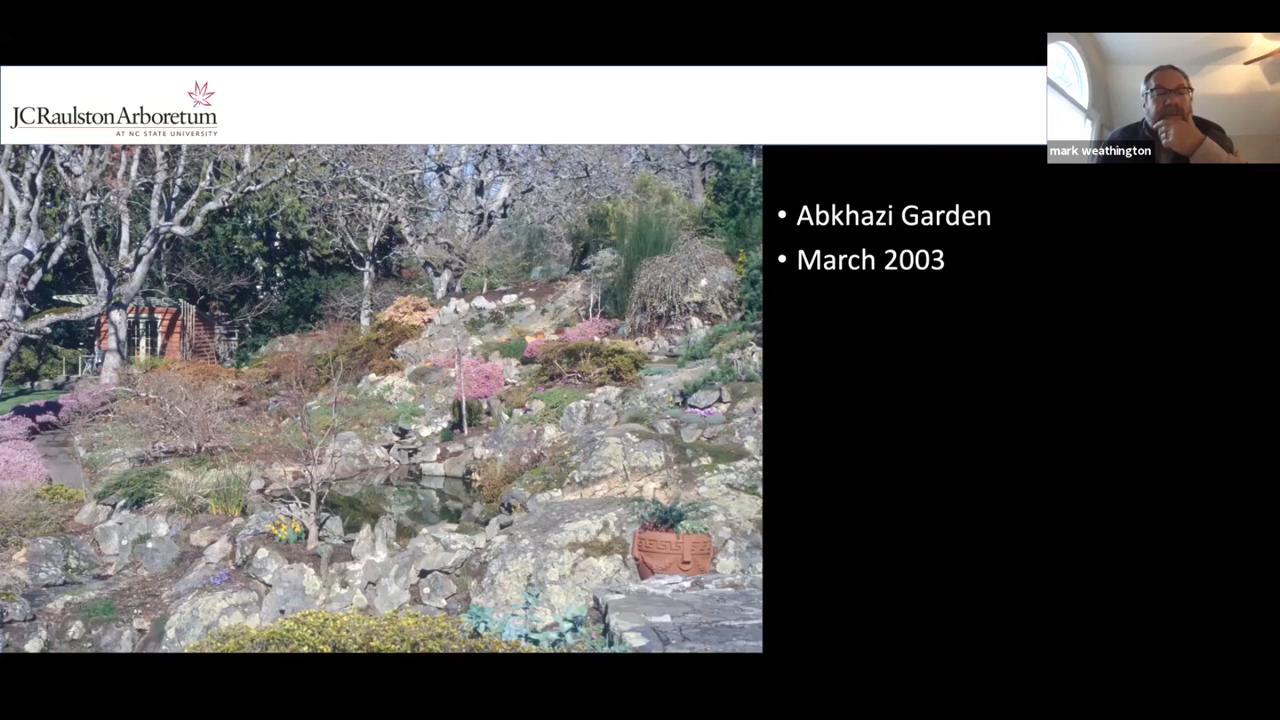 JCRaulston Arboretum
AT NC STATE UNIVERSITY
mark weathington
• Abkhazi Garden
• March 2003